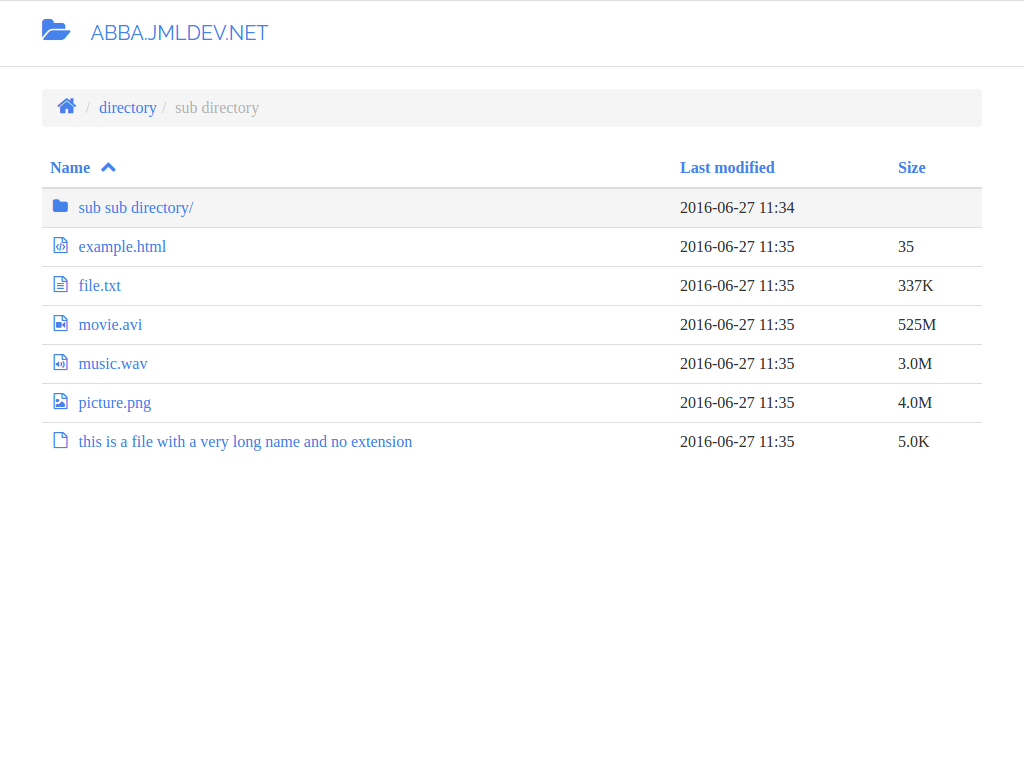 ABBA.JMLDEV.NET
/ directory / sub directory
Name Last modified Size
sub sub directory/ 2016-06-27 11:34
example.html 2016-06-27 11:35 35
file.txt 2016-06-27 11:35 337K
movie.avi 2016-06-27 11:35 525M
music.wav 2016-06-27 11:35 3.0M
picture.png 2016-06-27 11:35 4.0M
this is a file with a very long name and no extension 2016-06-27 11:35 5.0K